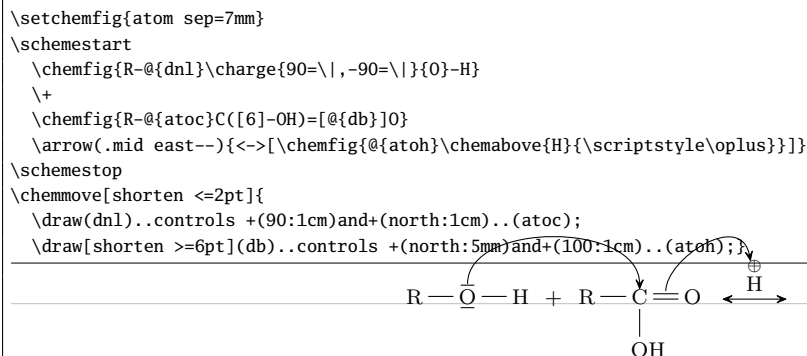 \setchemfig{atom sep=7mm}
\schemestart
\chemfig{R-@{dnl}\charge{90=\|,-90=\|}{O}-H}
\+
\chemfig{R-@{atoc}C([6]-OH)=[@{db}]O}
\arrow(.mid east--){<->[\chemfig{@{atoh}\chemabove{H}{\scriptstyle\oplus}}]}
\schemestop
\chemmove[shorten <=2pt]{
\draw(dnl)..controls +(90:1cm)and+(north:1cm)..(atoc);
\draw[shorten >=6pt](db)..controls +(north:5mm)and+(100:1cm)..(atoh);}
⊕
H
R O H + R C O
OH